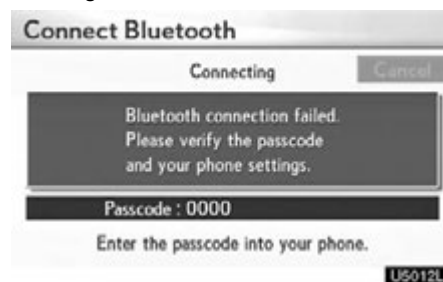 Connect Bluetooth
Connecting
Cancel
Bluetooth connection failed.
Please verify the passcode
and your phone settings.
Passcode : 0000
Enter the passcode into your phone.
U5012L